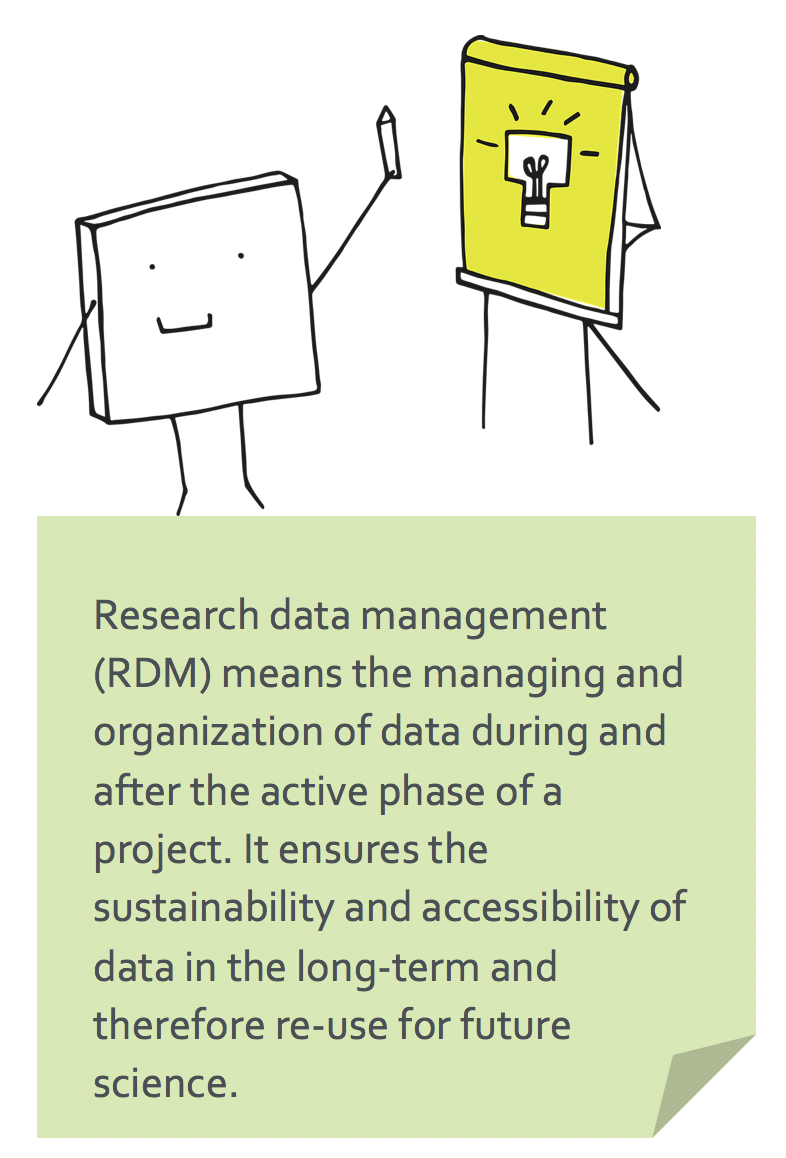 Research data management
(RDM) means the managing and
organization of data during and
after the active phase of a
project. It ensures the
sustainability and accessibility of
data in the long-term and
therefore re-use for future
science.